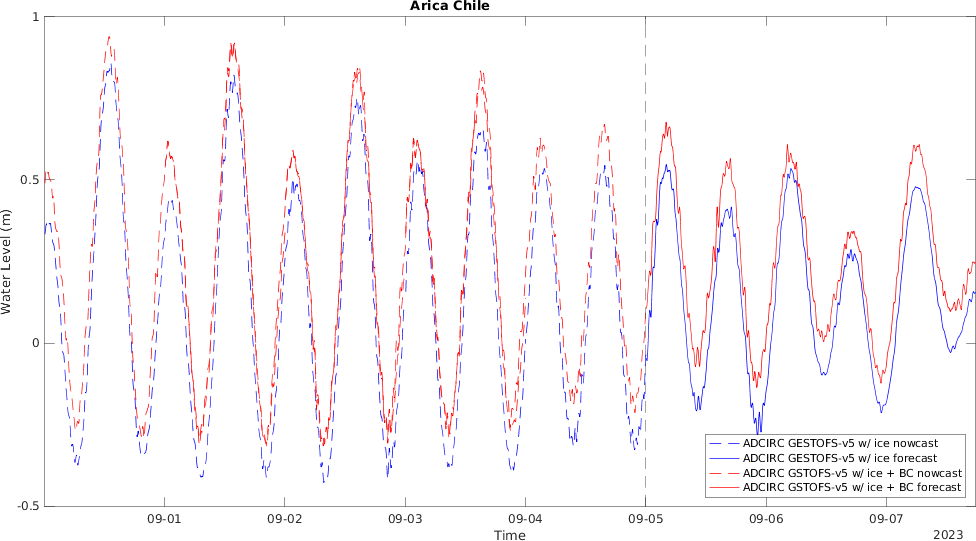 Arica Chile
Water Level (m)
1
0.5
0
-0.5
09-01
09-02
09-03
09-04
09-05
09-06
09-07
Time
2023
ADCIRC GESTOFS-v5 w/ ice nowcast
ADCIRC GESTOFS-v5 w/ ice forecast
ADCIRC GSTOFS-v5 w/ ice + BC nowcast
ADCIRC GSTOFS-v5 w/ ice + BC forecast